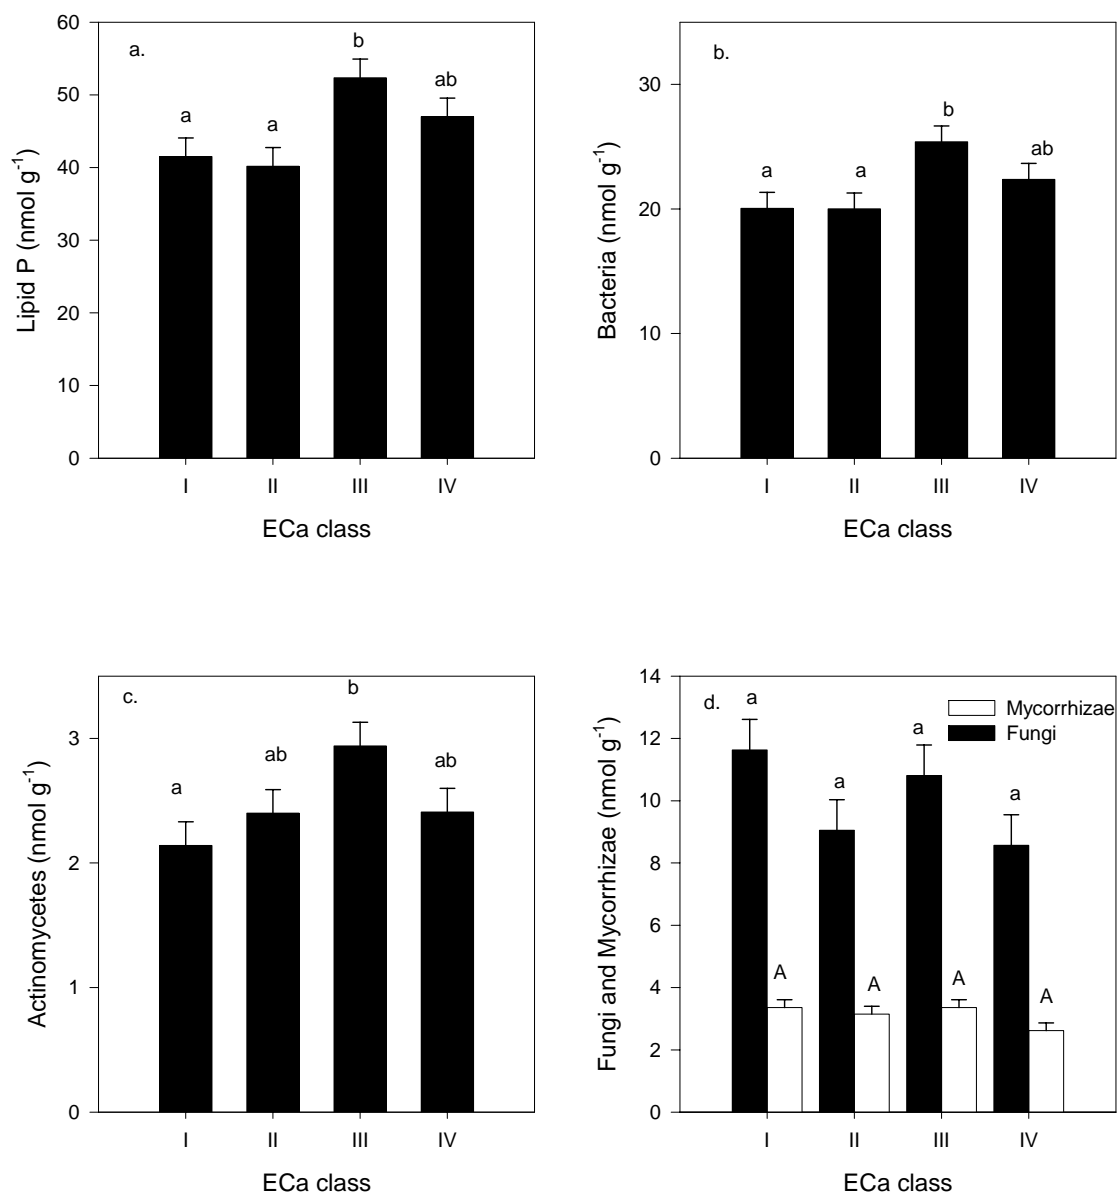 a.
Lipid P (nmol g-1)
60
50
40
30
20
10
0
a
a
b
ab
I II III IV
ECa class
b.
Bacteria (nmol g-1)
30
20
10
0
a
a
b
ab
I II III IV
ECa class
c.
Actinomycetes (nmol g-1)
3
2
1
0
a
ab
b
ab
I II III IV
ECa class
d.
Fungi and Mycorrhizae (nmol g-1)
14
12
10
8
6
4
2
0
Mycorrhizae
Fungi
a
a
a
a
A
A
A
A
I II III IV
ECa class